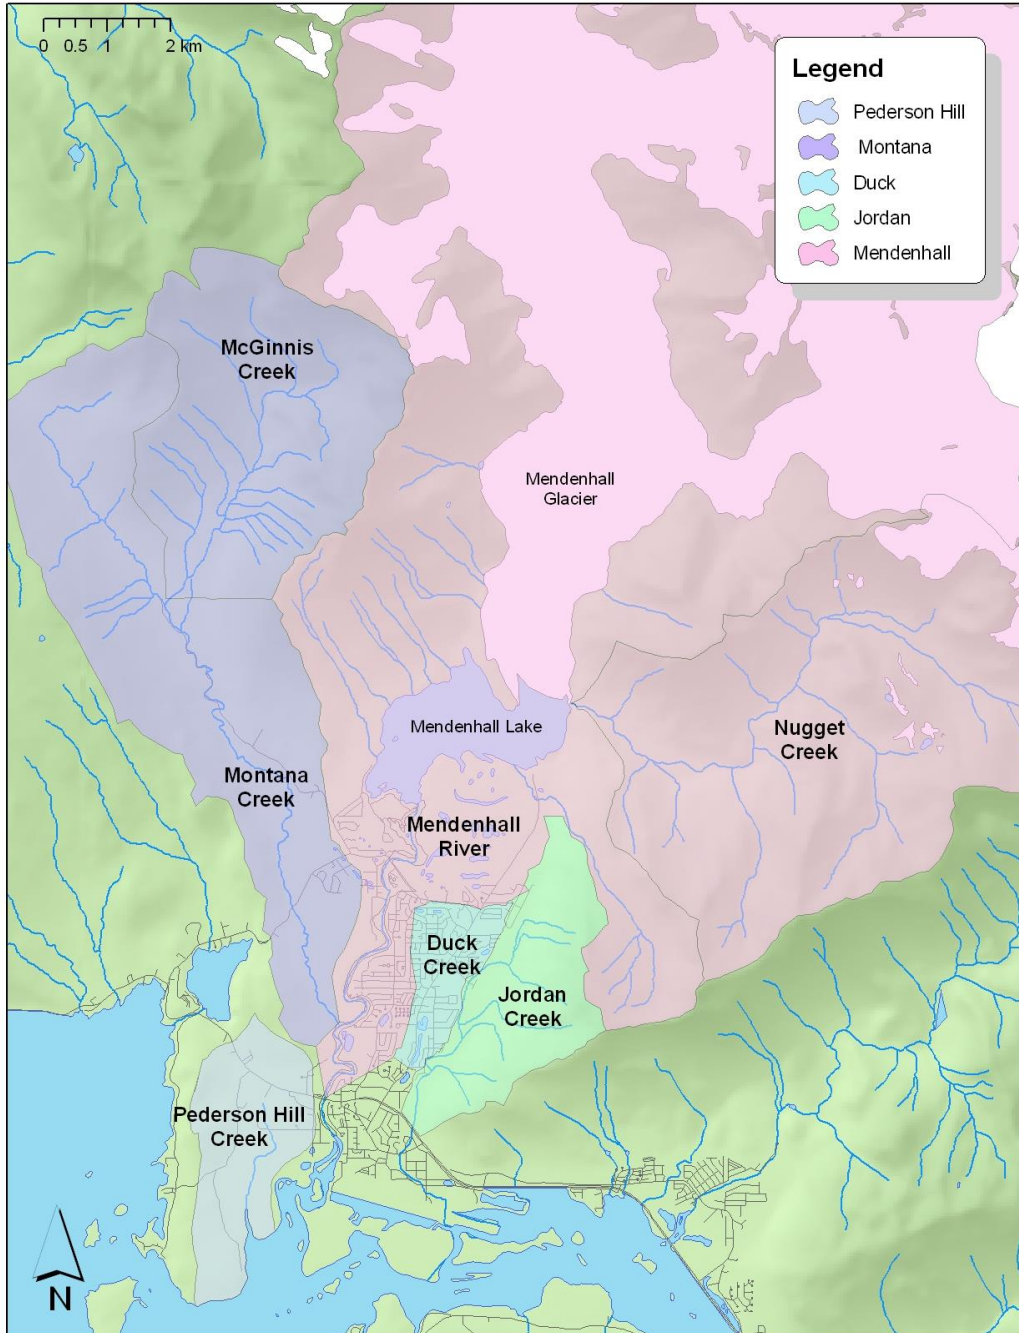 0 0.5 1 2 km
Legend
Pederson Hill
Montana
Duck
Jordan
Mendenhall
McGinnis
Creek
Mendenhall
Glacier
Mendenhall Lake
Nugget
Creek
Montana
Creek
Mendenhall
River
Duck
Creek
Jordan
Creek
Pederson Hill
Creek
N